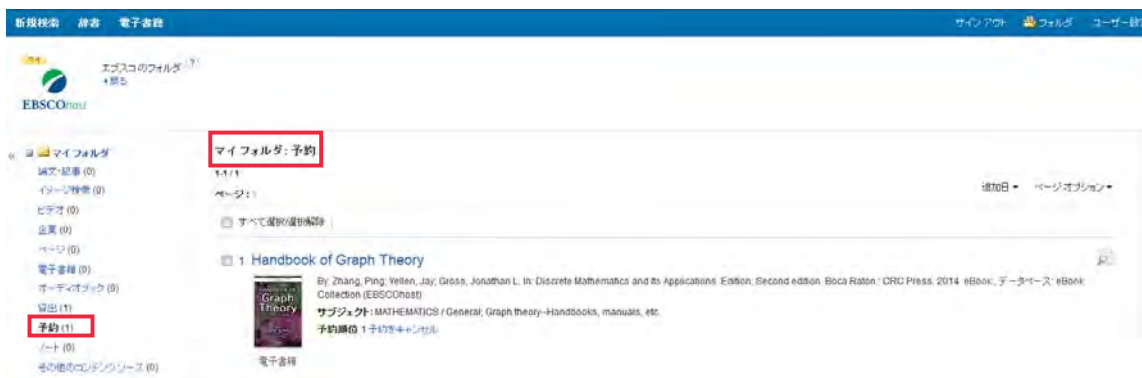 新規検索 辞書 電子書籍
サインアウト フォルダ
エブスコのフォルダ
戻る
EBSCOhost
マイフォルダ
論文・記事 (0)
イメージ検索 (0)
ビデオ (0)
企業 (0)
ページ (0)
電子書籍 (0)
オーディオブック (0)
貸出 (1)
予約 (1)
ノート (0)
その他のコンテンツソース (0)
マイフォルダ: 予約
1-1 / 1
ページ: 1
追加日 ページオプション
すべて選択/選択解除
1. Handbook of Graph Theory
By: Zhang, Ping; Yellen, Jay; Gross, Jonathan L. In: Discrete Mathematics and Its Applications. Edition: Second edition. Boca Raton : CRC Press. 2014. eBook., データベース: eBook
Collection (EBSCOhost)
サブジェクト: MATHEMATICS / General; Graph theory--Handbooks, manuals, etc.
予約順位 1 予約をキャンセル
Graph
Theory
電子書籍